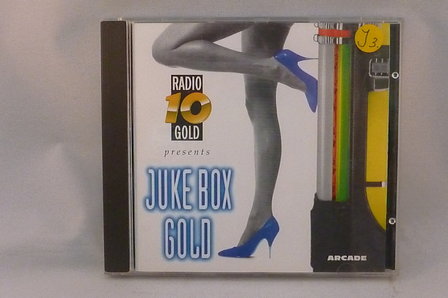 RADIO
10
GOLD
presents
JUKE BOX
GOLD
ARCADE